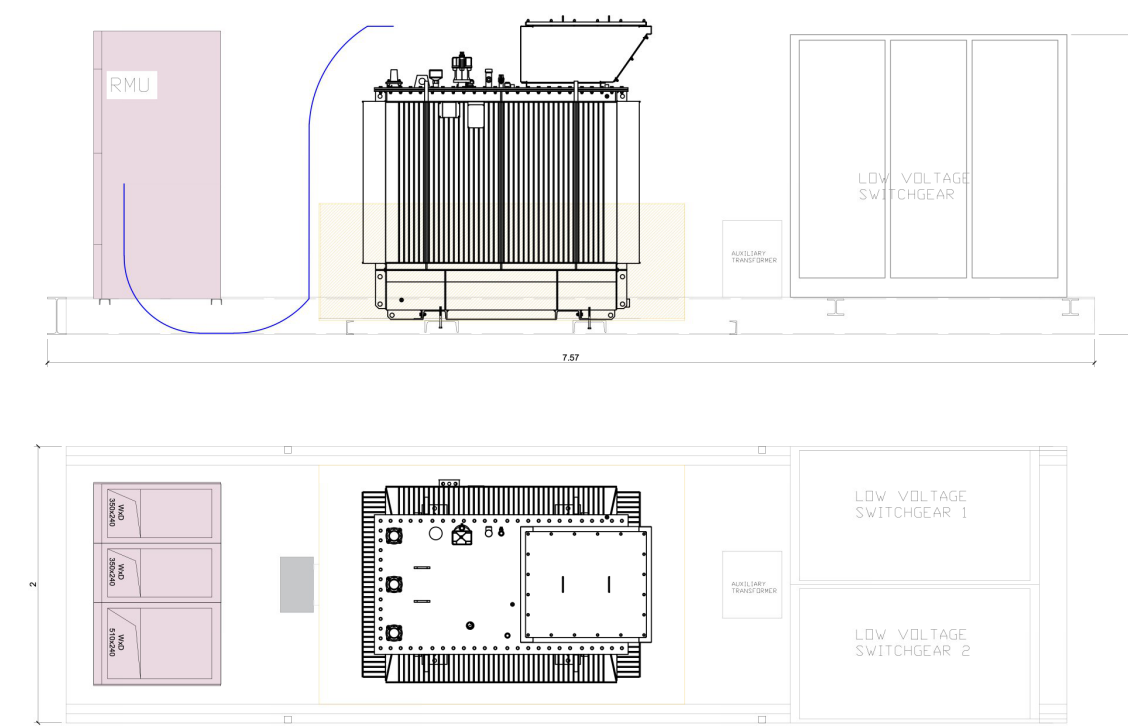 RMU
LOW VOLTAGE
SWITCHGEAR
AUXILIARY
TRANSFORMER
7.57
2
WxD
350x240
WxD
350x240
WxD
510x240
AUXILIARY
TRANSFORMER
LOW VOLTAGE
SWITCHGEAR 1
LOW VOLTAGE
SWITCHGEAR 2